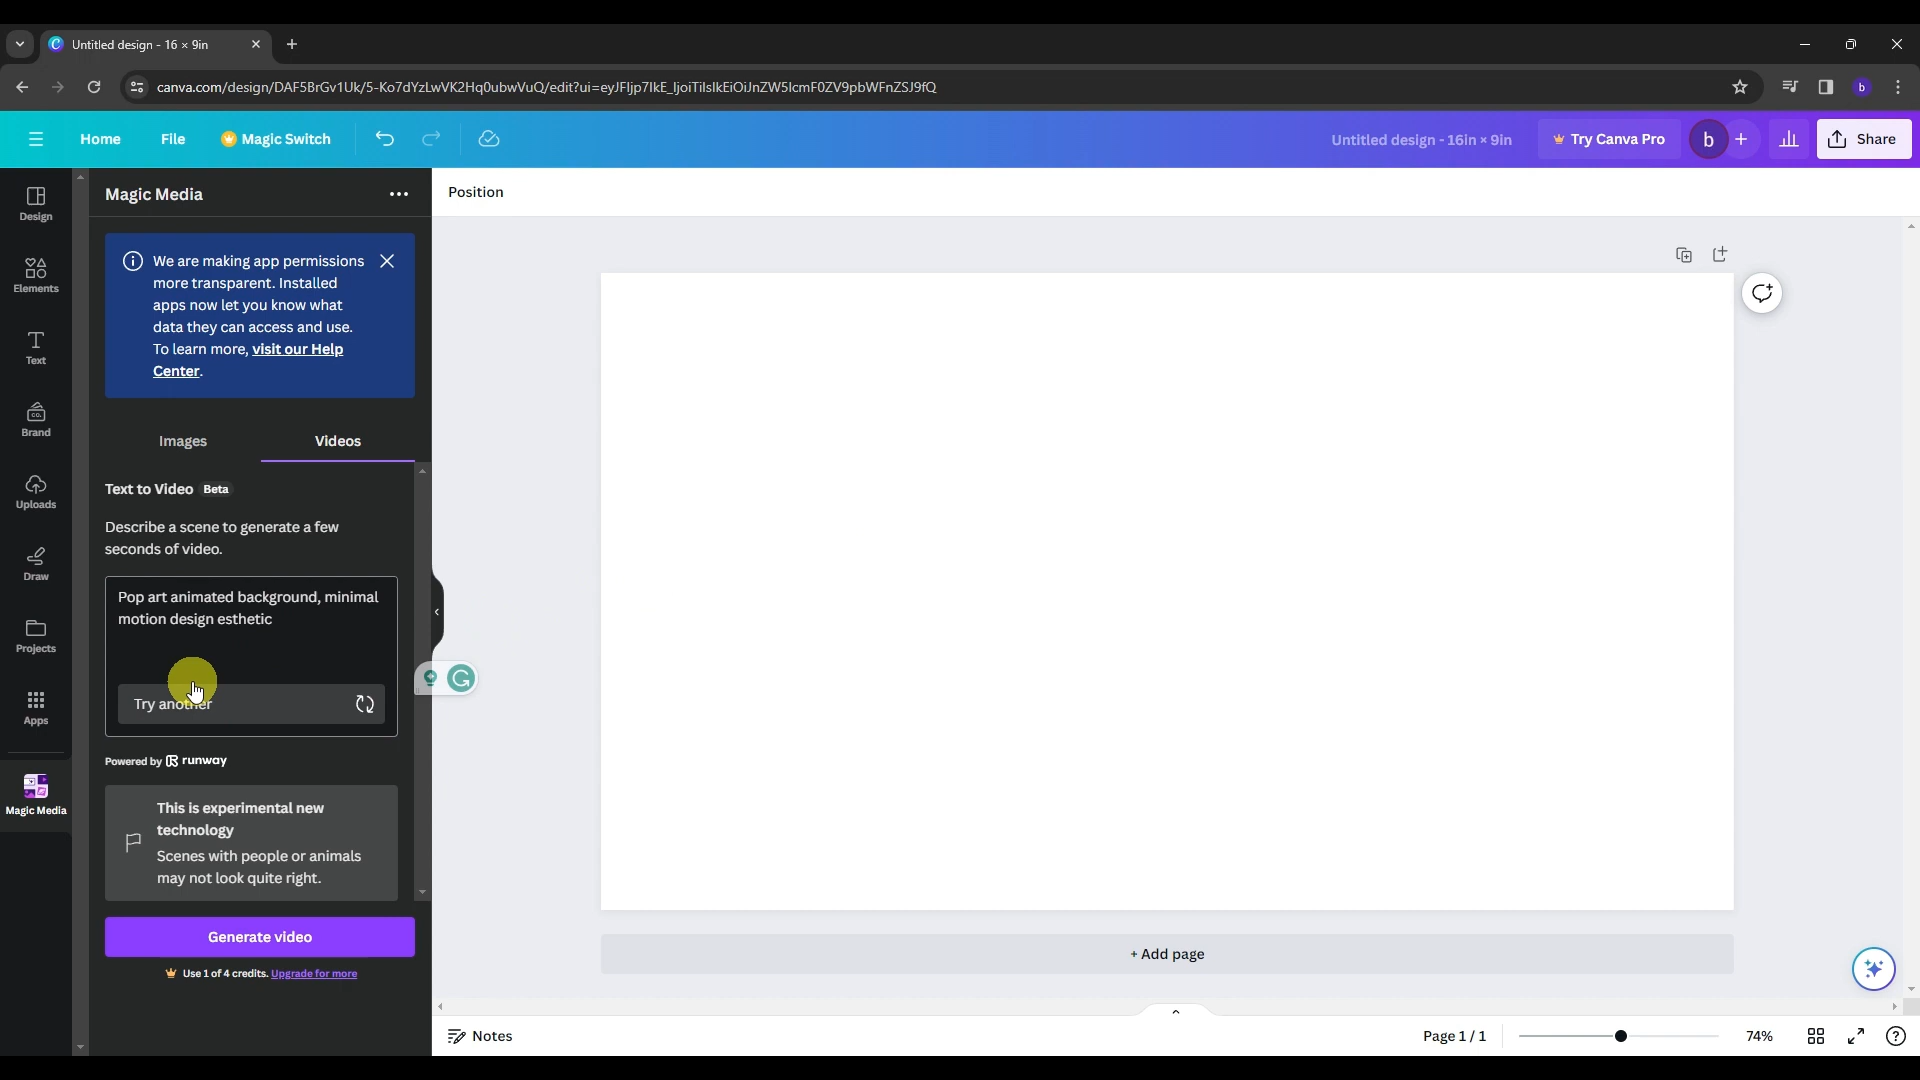 Untitled design - 16 × 9in
canva.com/design/DAF5BrGv1Uk/5-Ko7dYzLwVK2Hq0ubwVuQ/edit?ui=eyJFIjp7IkE_IjoiTilsIkEiOiJnZW5lcmF0ZV9pbWFnZSJ9fQ
b
Home
File
Magic Switch
Untitled design - 16in × 9in
Try Canva Pro
b
Share
Design
Elements
Text
Brand
Uploads
Draw
Projects
Apps
Magic Media
Magic Media
We are making app permissions
more transparent. Installed
apps now let you know what
data they can access and use.
To learn more, visit our Help
Center.
Images
Videos
Text to Video Beta
Describe a scene to generate a few
seconds of video.
Pop art animated background, minimal
motion design esthetic
Try another
Powered by runway
This is experimental new
technology
Scenes with people or animals
may not look quite right.
Generate video
Use 1 of 4 credits. Upgrade for more
Position
+ Add page
Notes
Page 1 / 1
74%